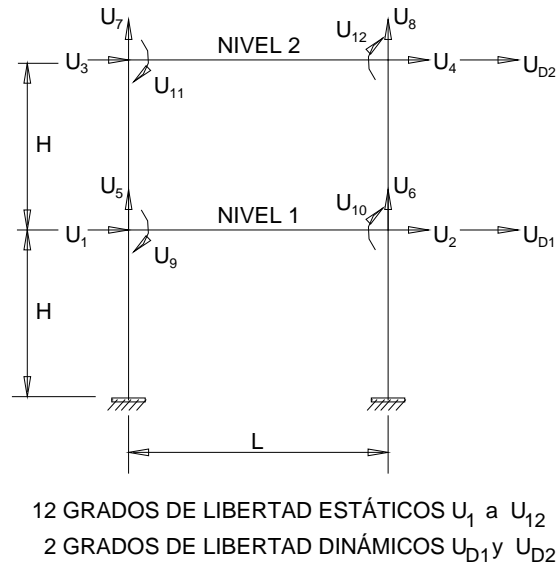 U7
U8
NIVEL 2
U12
U3
U4
UD2
U11
H
U5
U6
NIVEL 1
U10
U1
U2
UD1
U9
H
L
12 GRADOS DE LIBERTAD ESTÁTICOS U1 a U12
2 GRADOS DE LIBERTAD DINÁMICOS UD1 y UD2